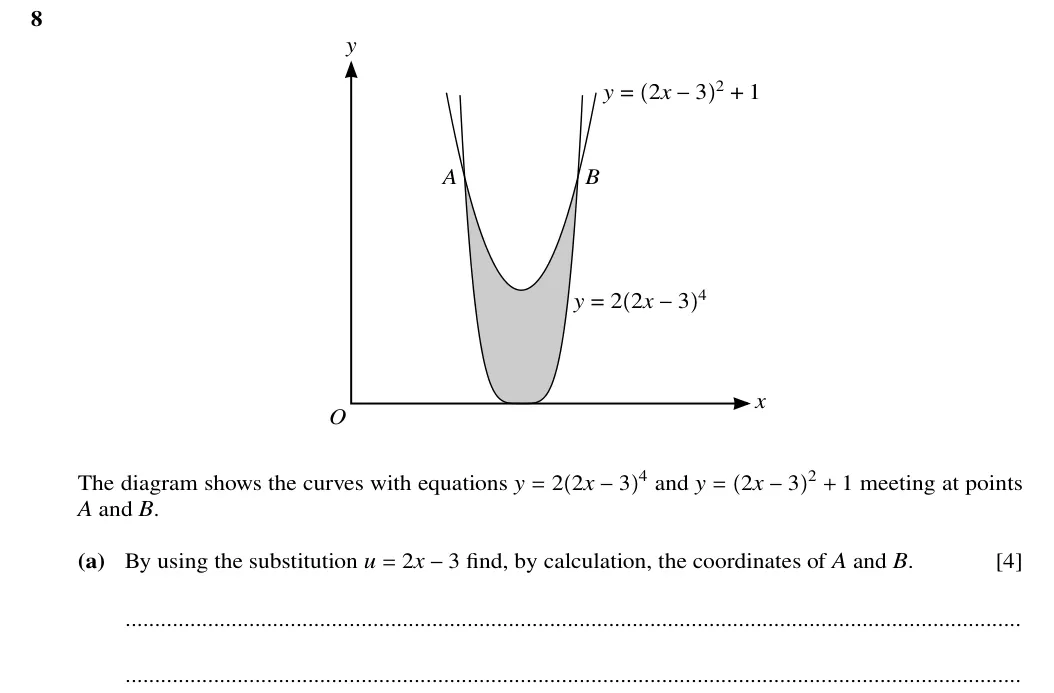 8
y
y = (2x − 3)² + 1
A
B
y = 2(2x − 3)⁴
x
O
The diagram shows the curves with equations y = 2(2x − 3)⁴ and y = (2x − 3)² + 1 meeting at points
A and B.
(a) By using the substitution u = 2x − 3 find, by calculation, the coordinates of A and B. [4]